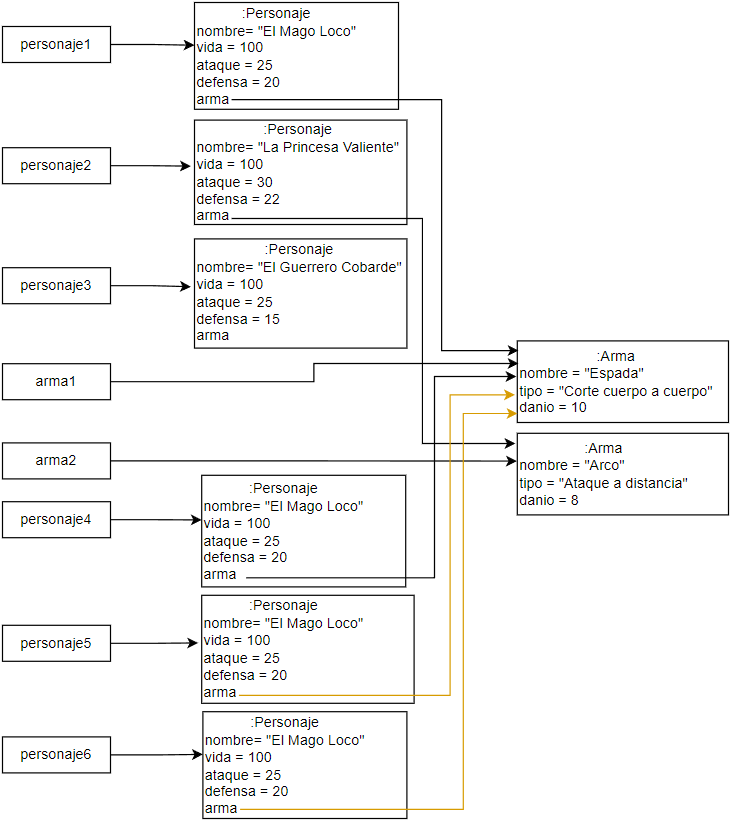 personaje1
:Personaje
nombre= "El Mago Loco"
vida = 100
ataque = 25
defensa = 20
arma
personaje2
:Personaje
nombre= "La Princesa Valiente"
vida = 100
ataque = 30
defensa = 22
arma
personaje3
:Personaje
nombre= "El Guerrero Cobarde"
vida = 100
ataque = 25
defensa = 15
arma
arma1
:Arma
nombre = "Espada"
tipo = "Corte cuerpo a cuerpo"
danio = 10
arma2
:Arma
nombre = "Arco"
tipo = "Ataque a distancia"
danio = 8
personaje4
:Personaje
nombre= "El Mago Loco"
vida = 100
ataque = 25
defensa = 20
arma
personaje5
:Personaje
nombre= "El Mago Loco"
vida = 100
ataque = 25
defensa = 20
arma
personaje6
:Personaje
nombre= "El Mago Loco"
vida = 100
ataque = 25
defensa = 20
arma